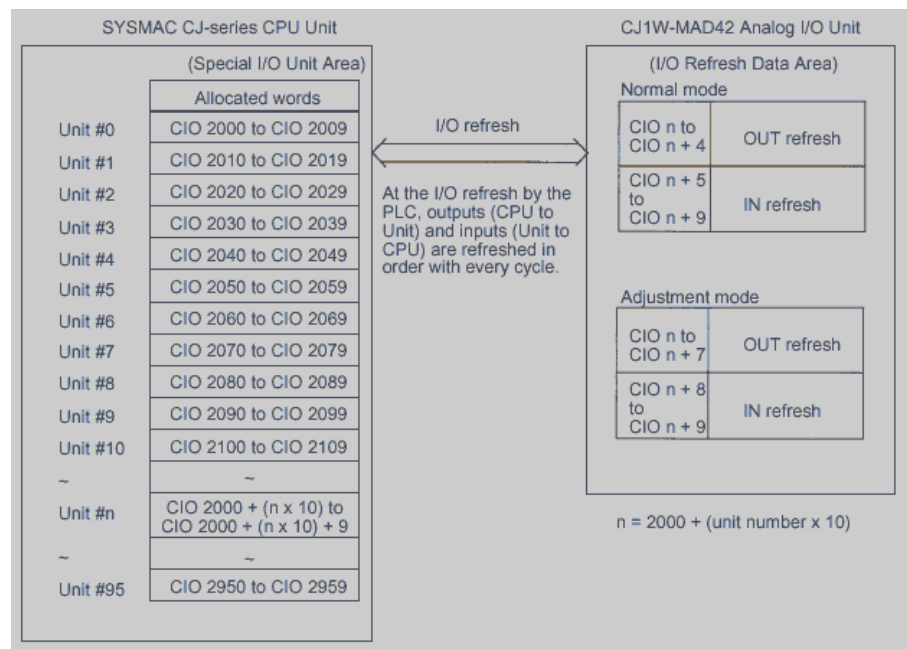 SYSMAC CJ-series CPU Unit
(Special I/O Unit Area)
Allocated words
Unit #0 CIO 2000 to CIO 2009
Unit #1 CIO 2010 to CIO 2019
Unit #2 CIO 2020 to CIO 2029
Unit #3 CIO 2030 to CIO 2039
Unit #4 CIO 2040 to CIO 2049
Unit #5 CIO 2050 to CIO 2059
Unit #6 CIO 2060 to CIO 2069
Unit #7 CIO 2070 to CIO 2079
Unit #8 CIO 2080 to CIO 2089
Unit #9 CIO 2090 to CIO 2099
Unit #10 CIO 2100 to CIO 2109
~ ~
Unit #n CIO 2000 + (n x 10) to
CIO 2000 + (n x 10) + 9
~ ~
Unit #95 CIO 2950 to CIO 2959
I/O refresh
At the I/O refresh by the
PLC, outputs (CPU to
Unit) and inputs (Unit to
CPU) are refreshed in
order with every cycle.
CJ1W-MAD42 Analog I/O Unit
(I/O Refresh Data Area)
Normal mode
CIO n to
CIO n + 4
OUT refresh
CIO n + 5
to
CIO n + 9
IN refresh
Adjustment mode
CIO n to
CIO n + 7
OUT refresh
CIO n + 8
to
CIO n + 9
IN refresh
n = 2000 + (unit number x 10)